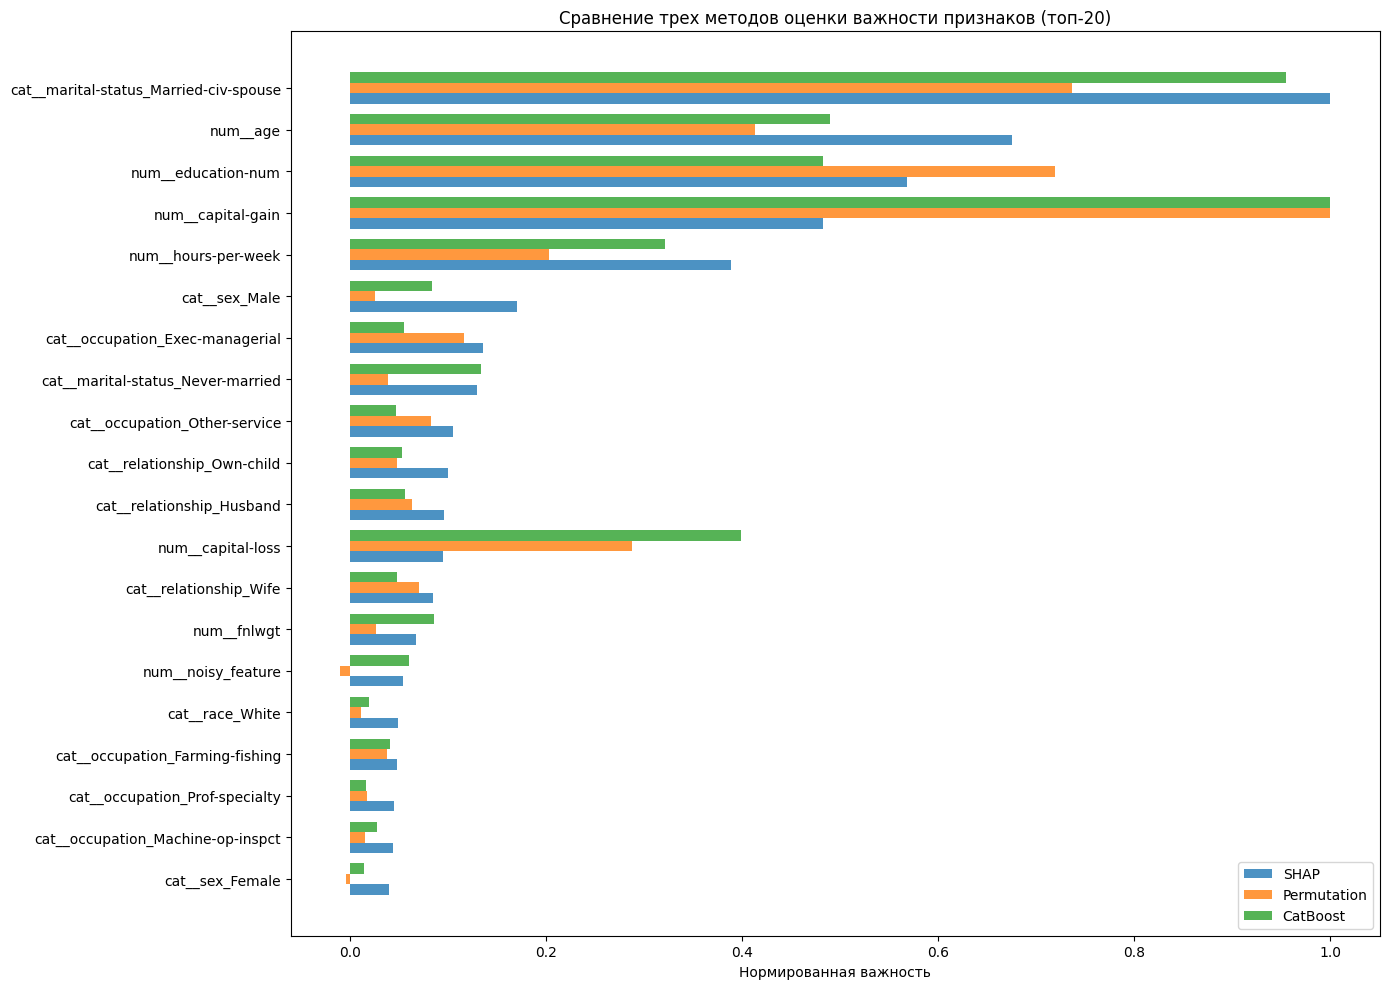 Сравнение трех методов оценки важности признаков (топ-20)
cat__marital-status_Married-civ-spouse
num__age
num__education-num
num__capital-gain
num__hours-per-week
cat__sex_Male
cat__occupation_Exec-managerial
cat__marital-status_Never-married
cat__occupation_Other-service
cat__relationship_Own-child
cat__relationship_Husband
num__capital-loss
cat__relationship_Wife
num__fnlwgt
num__noisy_feature
cat__race_White
cat__occupation_Farming-fishing
cat__occupation_Prof-specialty
cat__occupation_Machine-op-inspct
cat__sex_Female
SHAP
Permutation
CatBoost
0.0 0.2 0.4 0.6 0.8 1.0
Нормированная важность